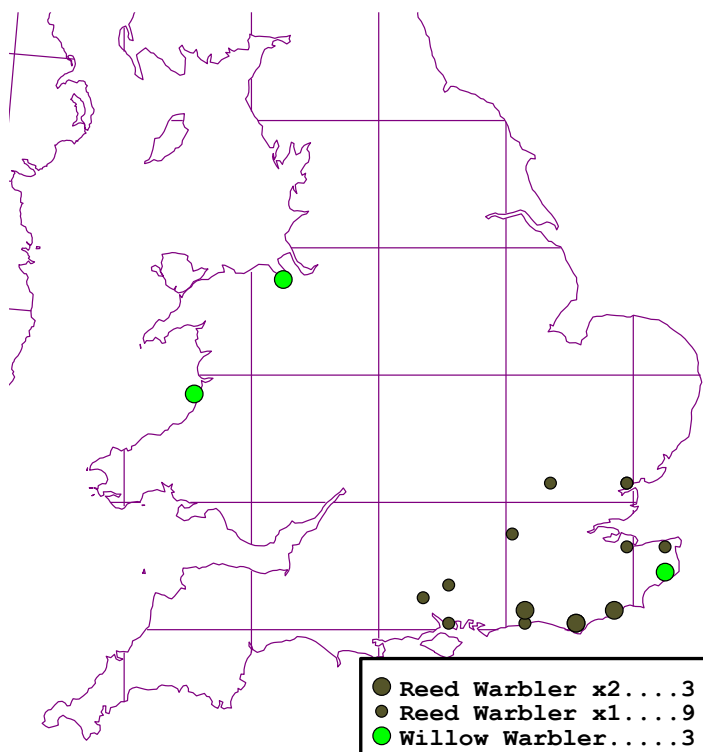 Reed Warbler x2....3
Reed Warbler x1....9
Willow Warbler.....3